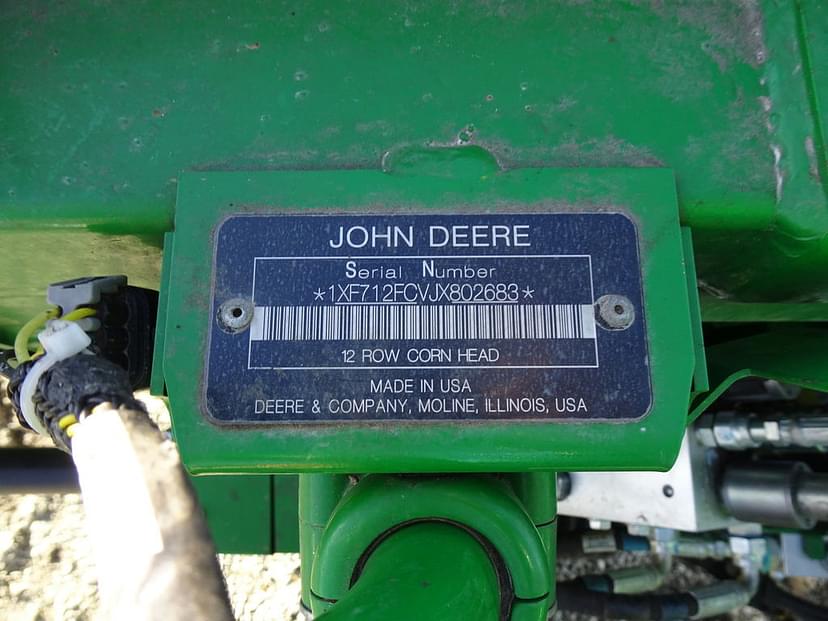 JOHN DEERE
Serial Number
*1XF712FCVJX802683*
12 ROW CORN HEAD
MADE IN USA
DEERE & COMPANY, MOLINE, ILLINOIS, USA